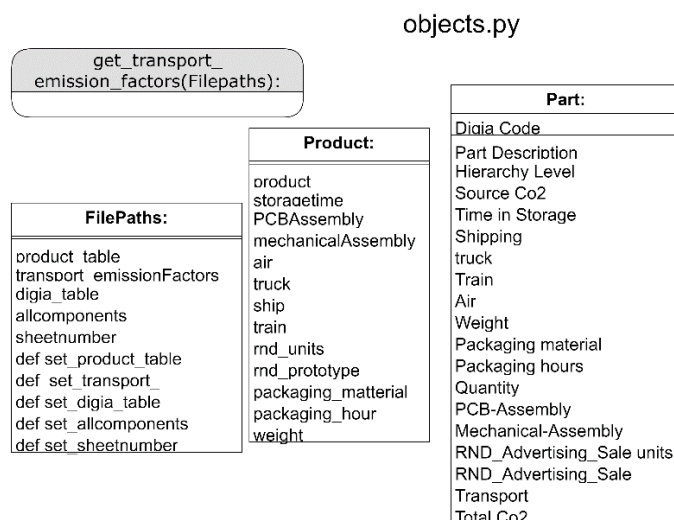 objects.py
get_transport_
emission_factors(Filepaths):
FilePaths:
product_table
transport_emissionFactors
digia_table
allcomponents
sheetnumber
def set_product_table
def set_transport_
def set_digia_table
def set_allcomponents
def set_sheetnumber
Product:
product
storagetime
PCBAssembly
mechanicalAssembly
air
truck
ship
train
rnd_units
rnd_prototype
packaging_matterial
packaging_hour
weight
Part:
Digia Code
Part Description
Hierarchy Level
Source Co2
Time in Storage
Shipping
truck
Train
Air
Weight
Packaging material
Packaging hours
Quantity
PCB-Assembly
Mechanical-Assembly
RND_Advertising_Sale units
RND_Advertising_Sale
Transport
Total Co2